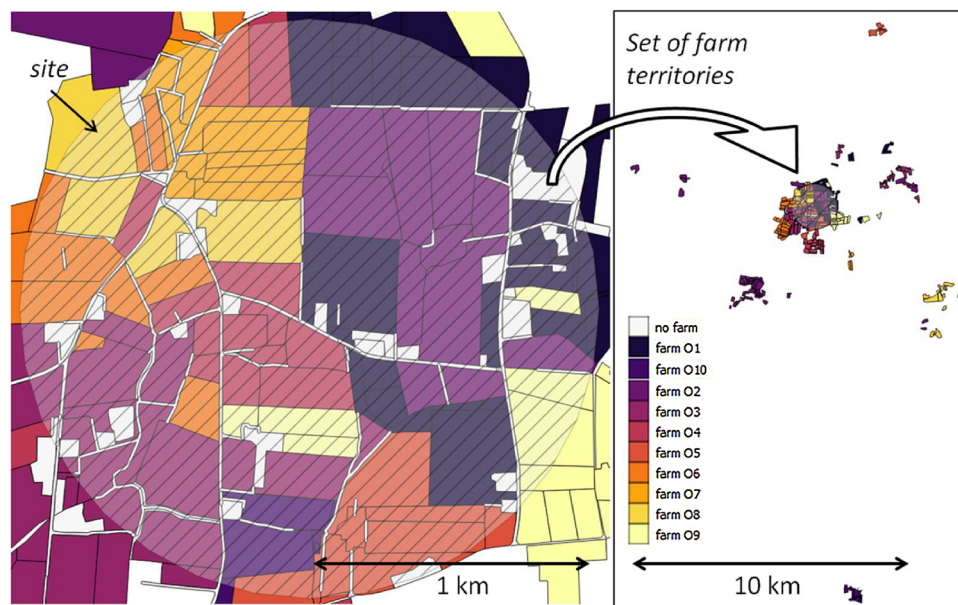 site
1 km
Set of farm
territories
no farm
farm O1
farm O10
farm O2
farm O3
farm O4
farm O5
farm O6
farm O7
farm O8
farm O9
10 km